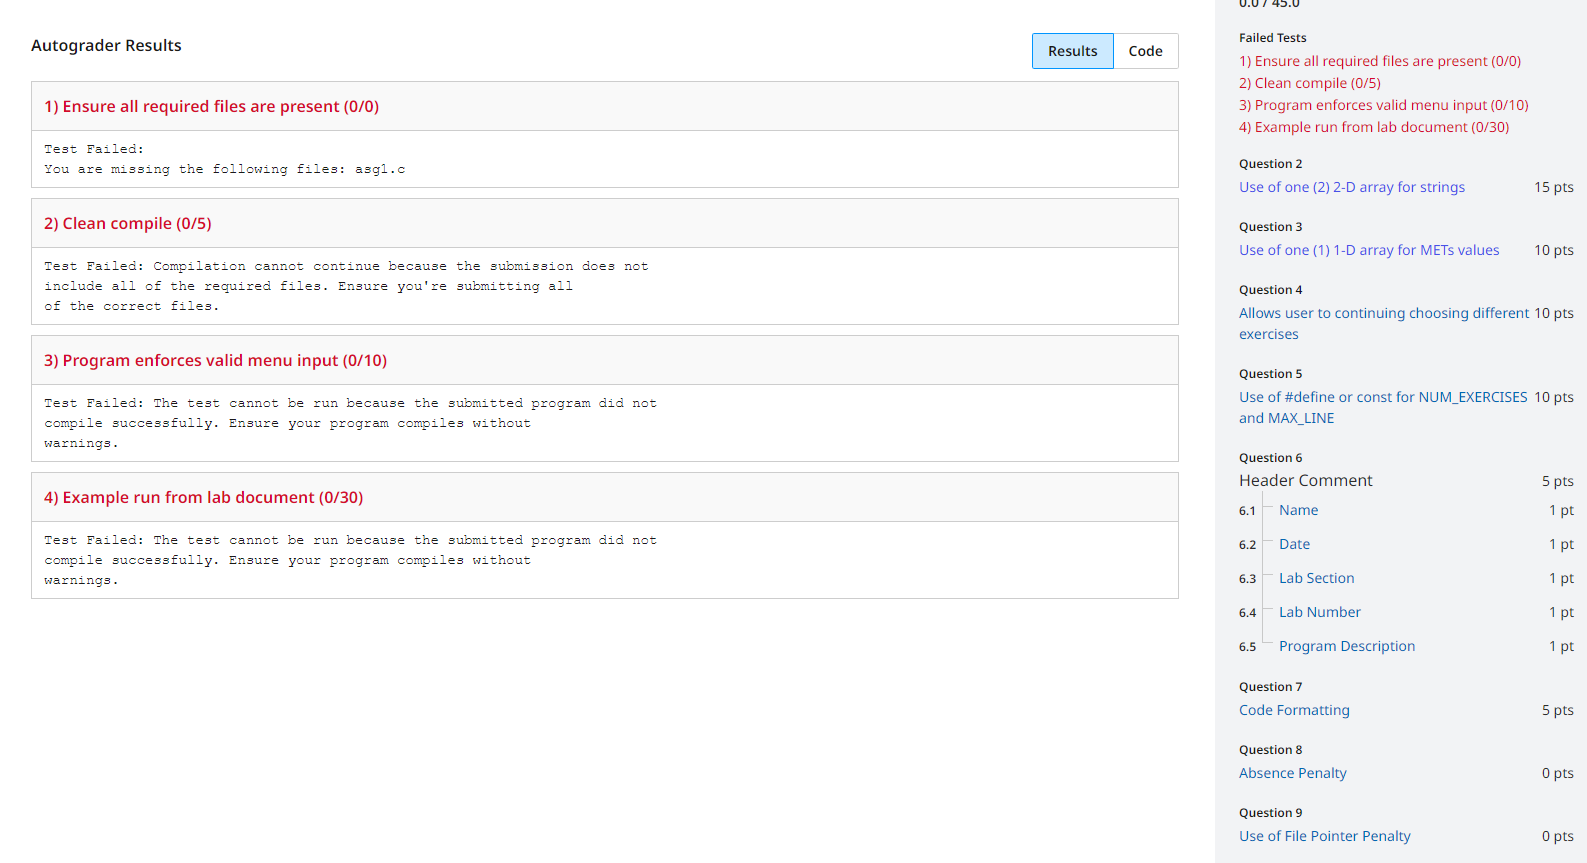 Autograder Results
Results
Code
1) Ensure all required files are present (0/0)
Test Failed:
You are missing the following files: asg1.c
2) Clean compile (0/5)
Test Failed: Compilation cannot continue because the submission does not
include all of the required files. Ensure you're submitting all
of the correct files.
3) Program enforces valid menu input (0/10)
Test Failed: The test cannot be run because the submitted program did not
compile successfully. Ensure your program compiles without
warnings.
4) Example run from lab document (0/30)
Test Failed: The test cannot be run because the submitted program did not
compile successfully. Ensure your program compiles without
warnings.
0.0 / 45.0
Failed Tests
1) Ensure all required files are present (0/0)
2) Clean compile (0/5)
3) Program enforces valid menu input (0/10)
4) Example run from lab document (0/30)
Question 2
Use of one (2) 2-D array for strings 15 pts
Question 3
Use of one (1) 1-D array for METs values 10 pts
Question 4
Allows user to continuing choosing different 10 pts
exercises
Question 5
Use of #define or const for NUM_EXERCISES 10 pts
and MAX_LINE
Question 6
Header Comment 5 pts
6.1 Name 1 pt
6.2 Date 1 pt
6.3 Lab Section 1 pt
6.4 Lab Number 1 pt
6.5 Program Description 1 pt
Question 7
Code Formatting 5 pts
Question 8
Absence Penalty 0 pts
Question 9
Use of File Pointer Penalty 0 pts